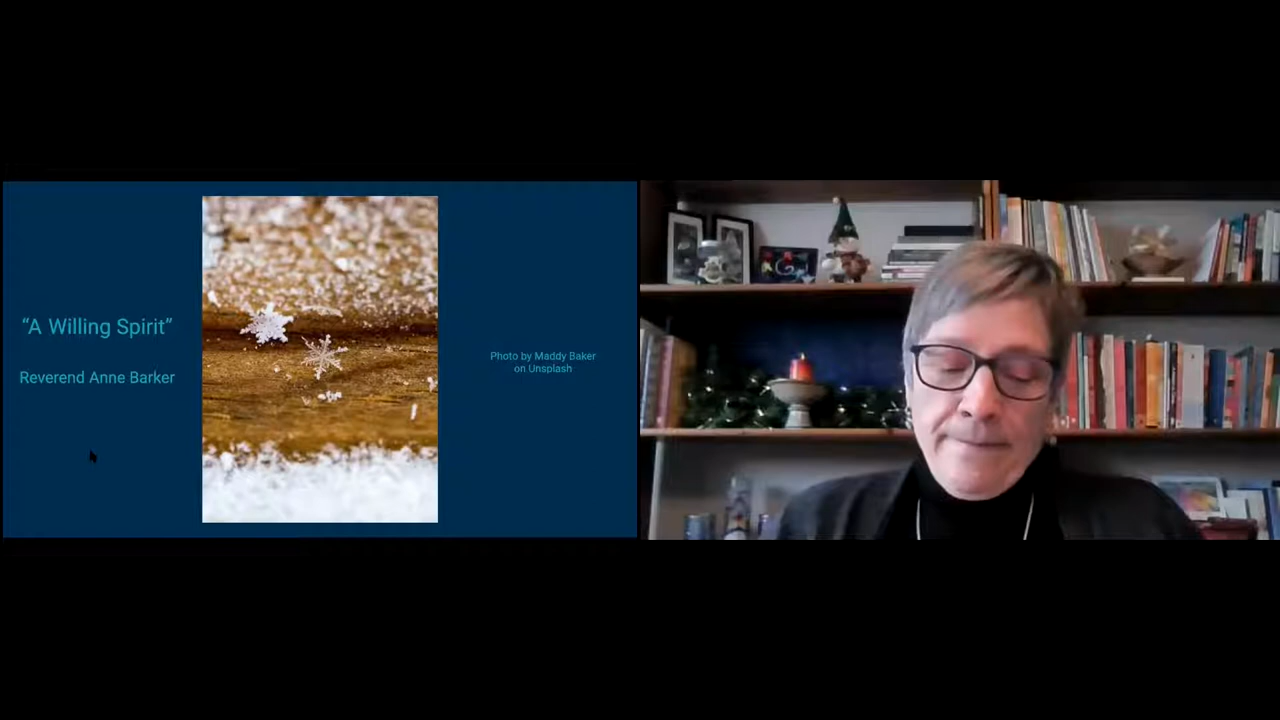 “A Willing Spirit”
Reverend Anne Barker
Photo by Maddy Baker
on Unsplash